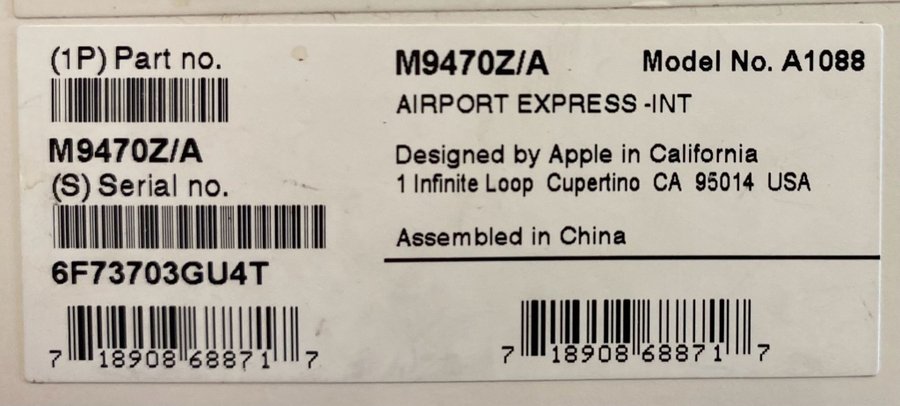 (1P) Part no.
M9470Z/A
(S) Serial no.
6F73703GU4T
7 18908 68871 7
M9470Z/A Model No. A1088
AIRPORT EXPRESS -INT
Designed by Apple in California
1 Infinite Loop Cupertino CA 95014 USA
Assembled in China
7 18908 68871 7